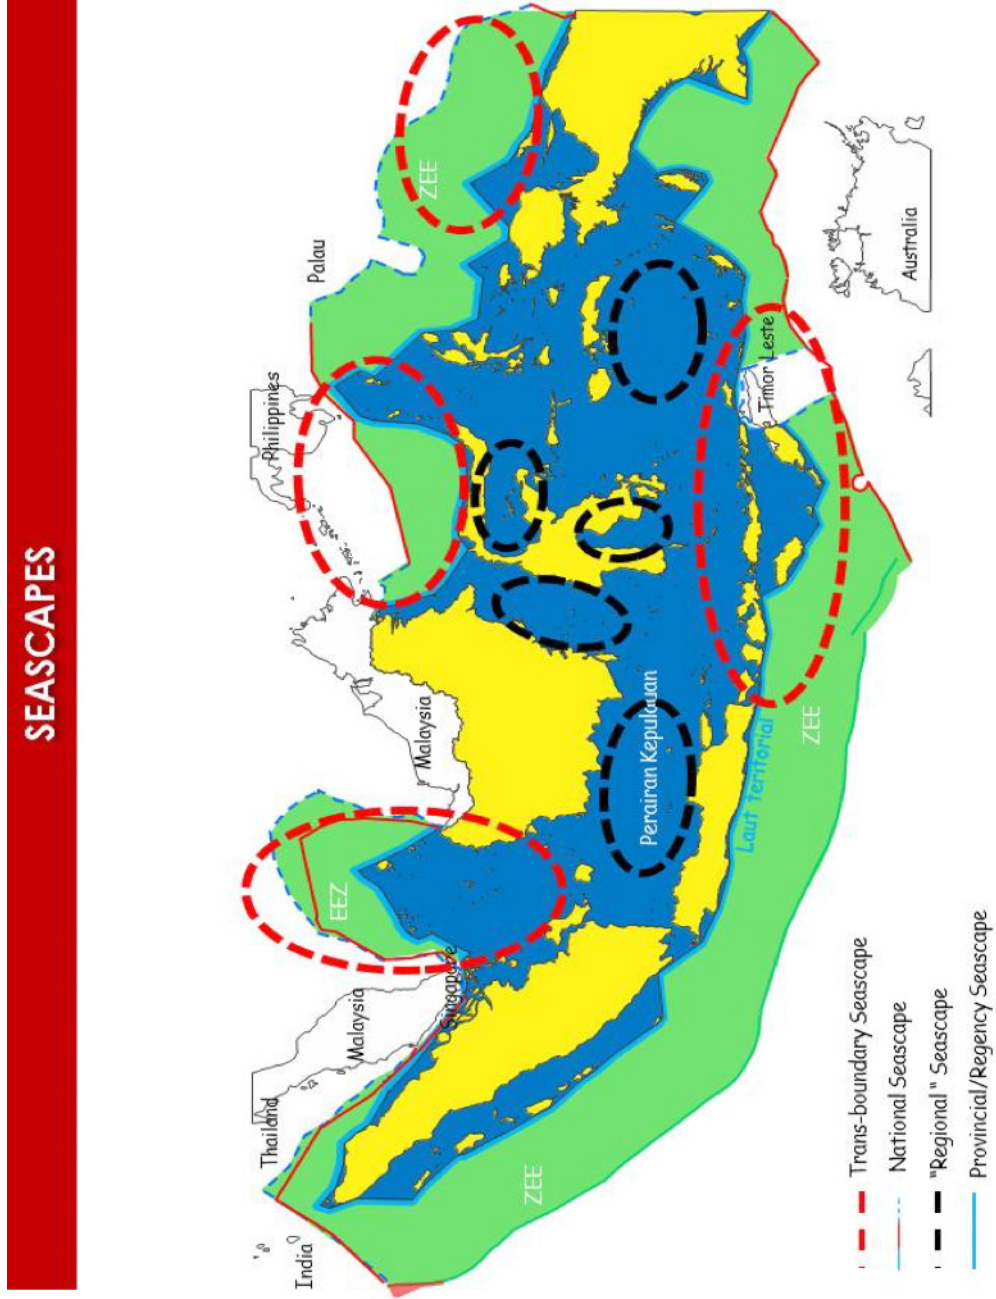 SEASCAPES
India
Thailand
Malaysia
Singapore
Malaysia
Philippines
Palau
Timor Leste
Australia
EEZ
ZEE
ZEE
ZEE
Perairan Kepulauan
Laut teritorial
Trans-boundary Seascape
National Seascape
"Regional" Seascape
Provincial/Regency Seascape